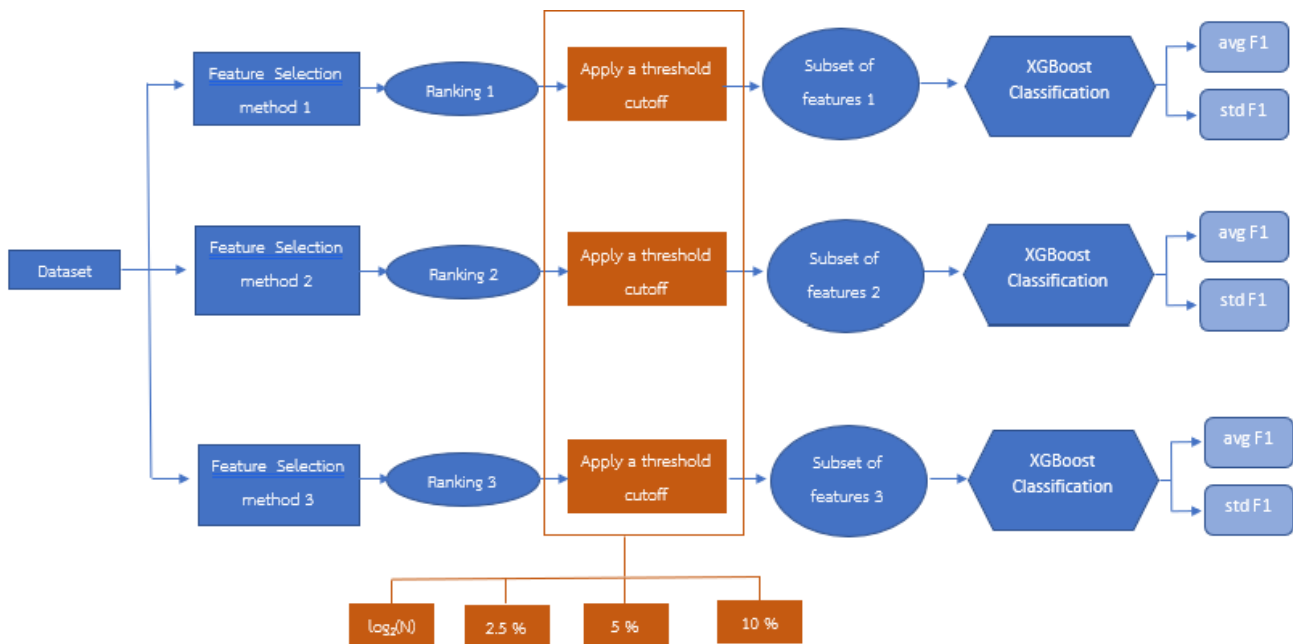 Feature Selection
method 1
Ranking 1
Apply a threshold
cutoff
Subset of
features 1
XGBoost
Classification
avg F1
std F1
Dataset
Feature Selection
method 2
Ranking 2
Apply a threshold
cutoff
Subset of
features 2
XGBoost
Classification
avg F1
std F1
Feature Selection
method 3
Ranking 3
Apply a threshold
cutoff
Subset of
features 3
XGBoost
Classification
avg F1
std F1
log₂(N)
2.5 %
5 %
10 %